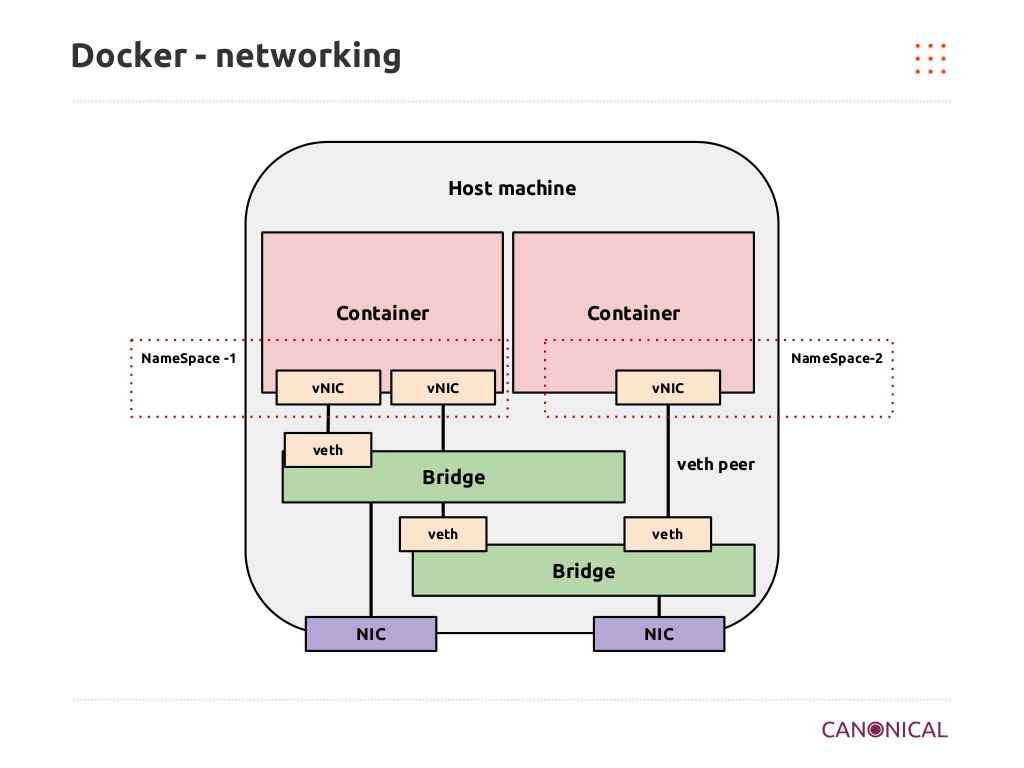 Docker - networking
Host machine
Container
Container
NameSpace -1
NameSpace-2
vNIC
vNIC
vNIC
veth
veth peer
Bridge
veth
veth
Bridge
NIC
NIC
CANONICAL